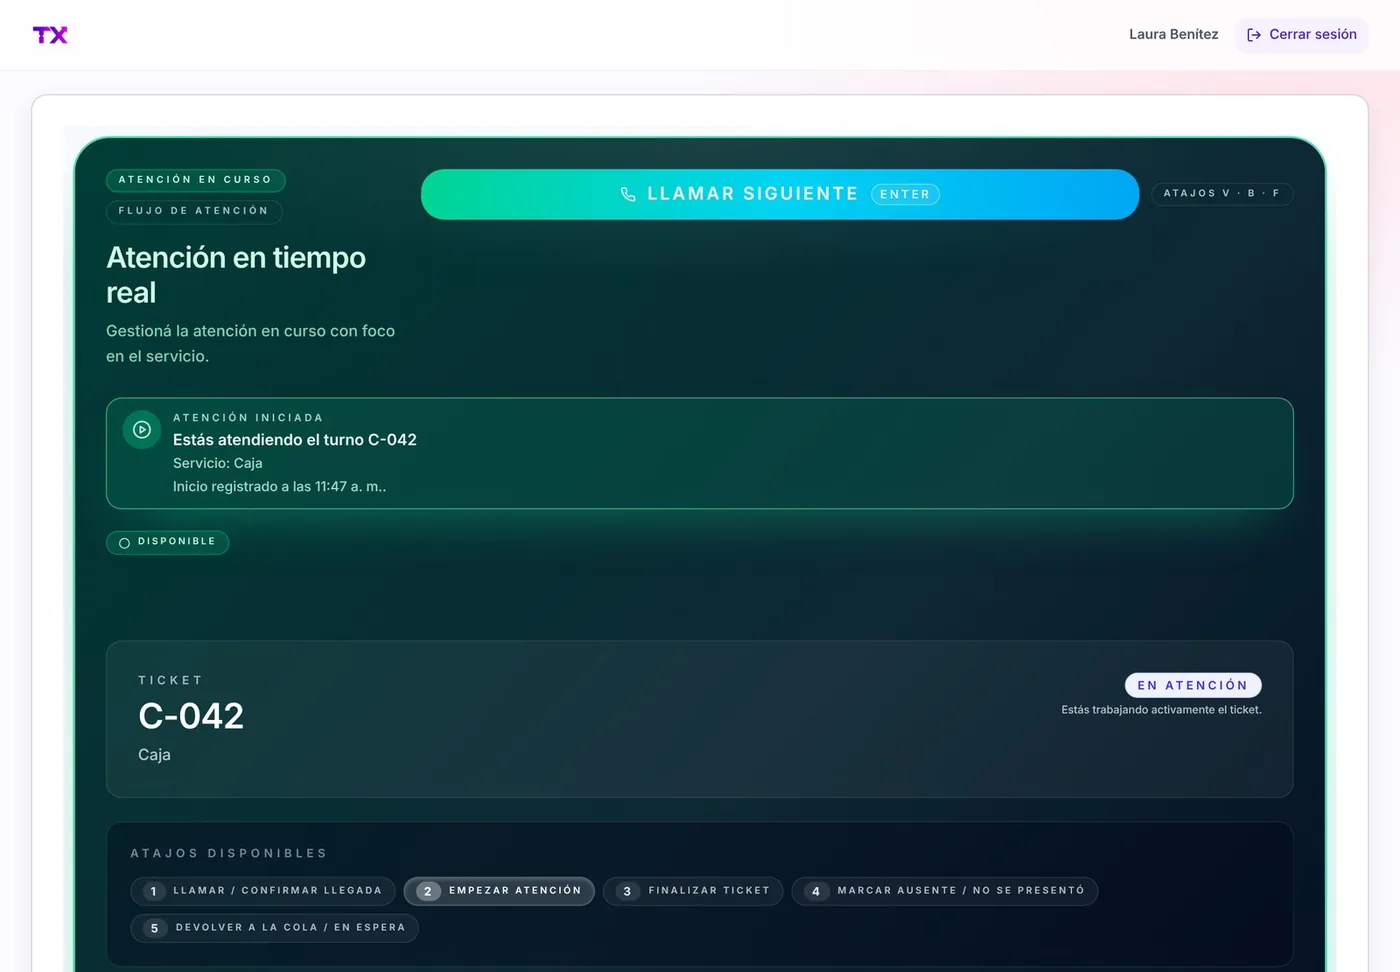 TX
Laura Benítez
Cerrar sesión
ATENCIÓN EN CURSO
FLUJO DE ATENCIÓN
LLAMAR SIGUIENTE ENTER
ATAJOS V · B · F
Atención en tiempo
real
Gestioná la atención en curso con foco
en el servicio.
ATENCIÓN INICIADA
Estás atendiendo el turno C-042
Servicio: Caja
Inicio registrado a las 11:47 a. m..
DISPONIBLE
TICKET
C-042
Caja
EN ATENCIÓN
Estás trabajando activamente el ticket.
ATAJOS DISPONIBLES
1 LLAMAR / CONFIRMAR LLEGADA
2 EMPEZAR ATENCIÓN
3 FINALIZAR TICKET
4 MARCAR AUSENTE / NO SE PRESENTÓ
5 DEVOLVER A LA COLA / EN ESPERA